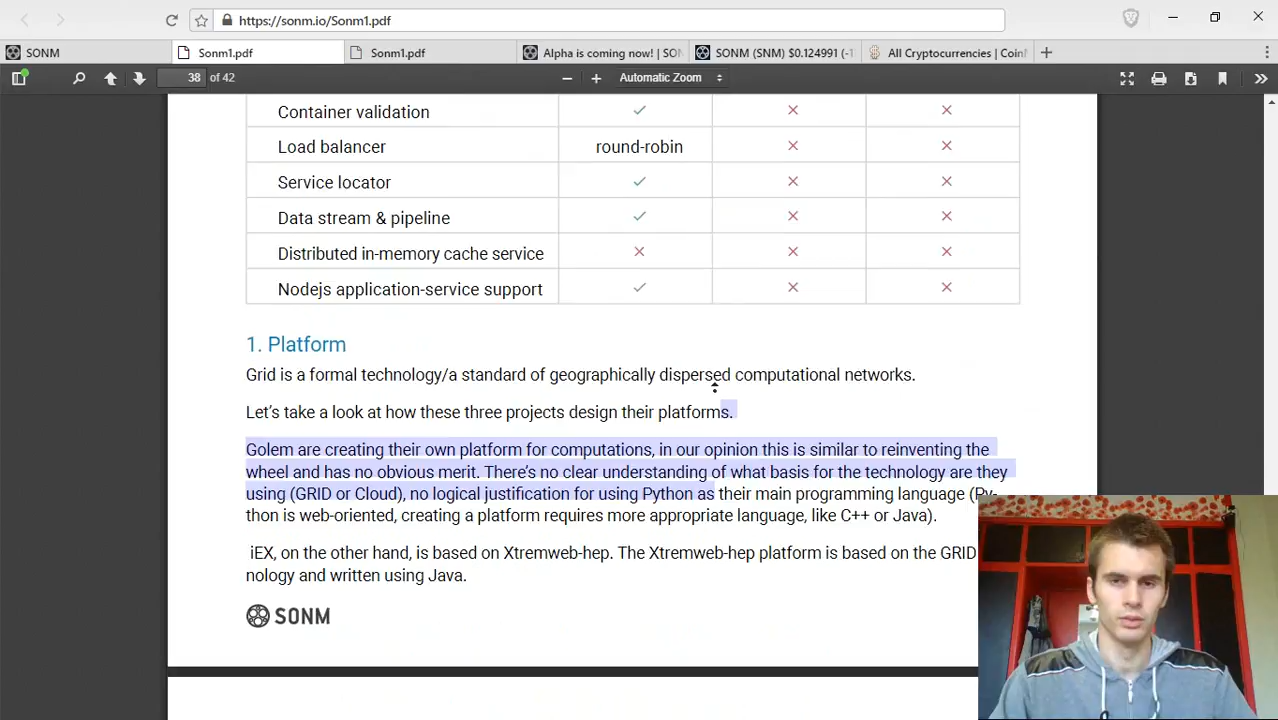 https://sonm.io/Sonm1.pdf
SONM
Sonm1.pdf
Sonm1.pdf
Alpha is coming now! | SON
SONM (SNM) $0.124991 (-1
All Cryptocurrencies | CoinM
38 of 42
Automatic Zoom
Container validation
Load balancer round-robin
Service locator
Data stream & pipeline
Distributed in-memory cache service
Nodejs application-service support
1. Platform
Grid is a formal technology/a standard of geographically dispersed computational networks.
Let's take a look at how these three projects design their platforms.
Golem are creating their own platform for computations, in our opinion this is similar to reinventing the
wheel and has no obvious merit. There's no clear understanding of what basis for the technology are they
using (GRID or Cloud), no logical justification for using Python as their main programming language (Py-
thon is web-oriented, creating a platform requires more appropriate language, like C++ or Java).
iEX, on the other hand, is based on Xtremweb-hep. The Xtremweb-hep platform is based on the GRID
nology and written using Java.
SONM